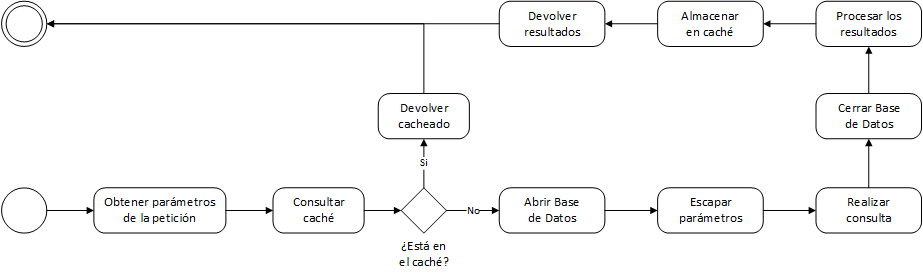 Devolver
resultados
Almacenar
en caché
Procesar los
resultados
Devolver
cacheado
Cerrar Base
de Datos
Si
Obtener parámetros
de la petición
Consultar
caché
No
Abrir Base
de Datos
Escapar
parámetros
Realizar
consulta
¿Está en
el caché?